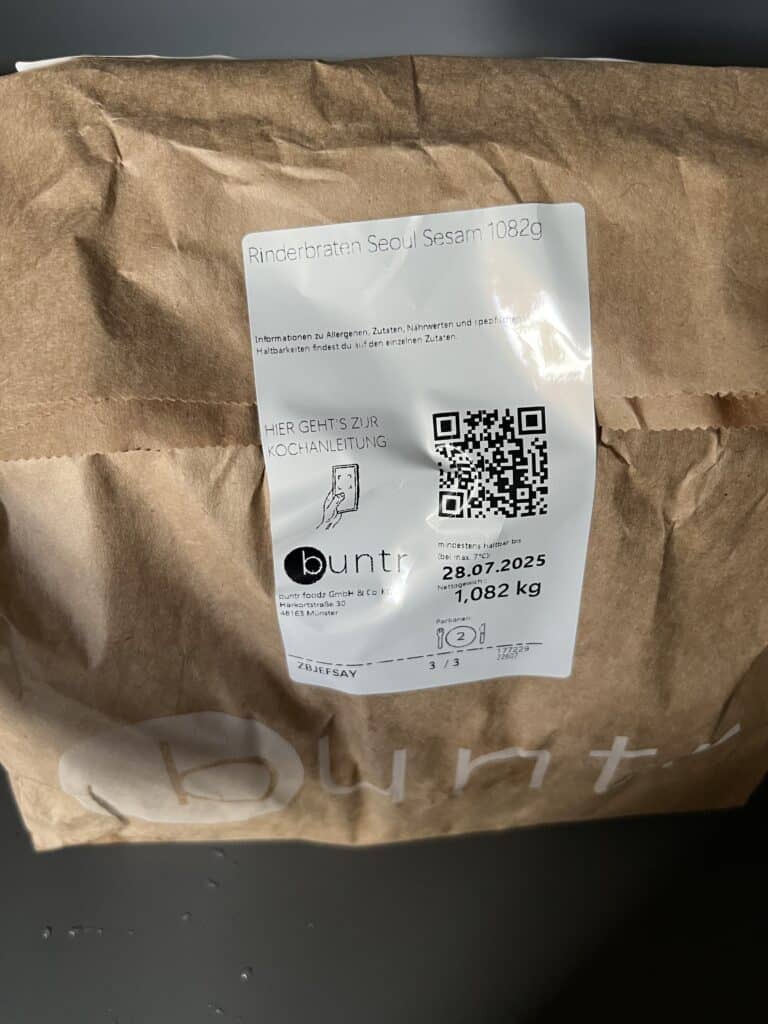 Rinderbraten Seoul Sesam 1082g
Informationen zu Allergenen, Zutaten, Nährwerten und spezifischen
Haltbarkeiten findest du auf den einzelnen Zutaten.
HIER GEHT'S ZUR
KOCHANLEITUNG
buntr
buntr foods GmbH & Co KG
Harkortstraße 30
48163 Münster
mindestens haltbar bis
(bei max. 7°C):
28.07.2025
Nettogewicht:
1,082 kg
Portionen:
2
ZBJEFSAY
3 / 3
177229
buntr